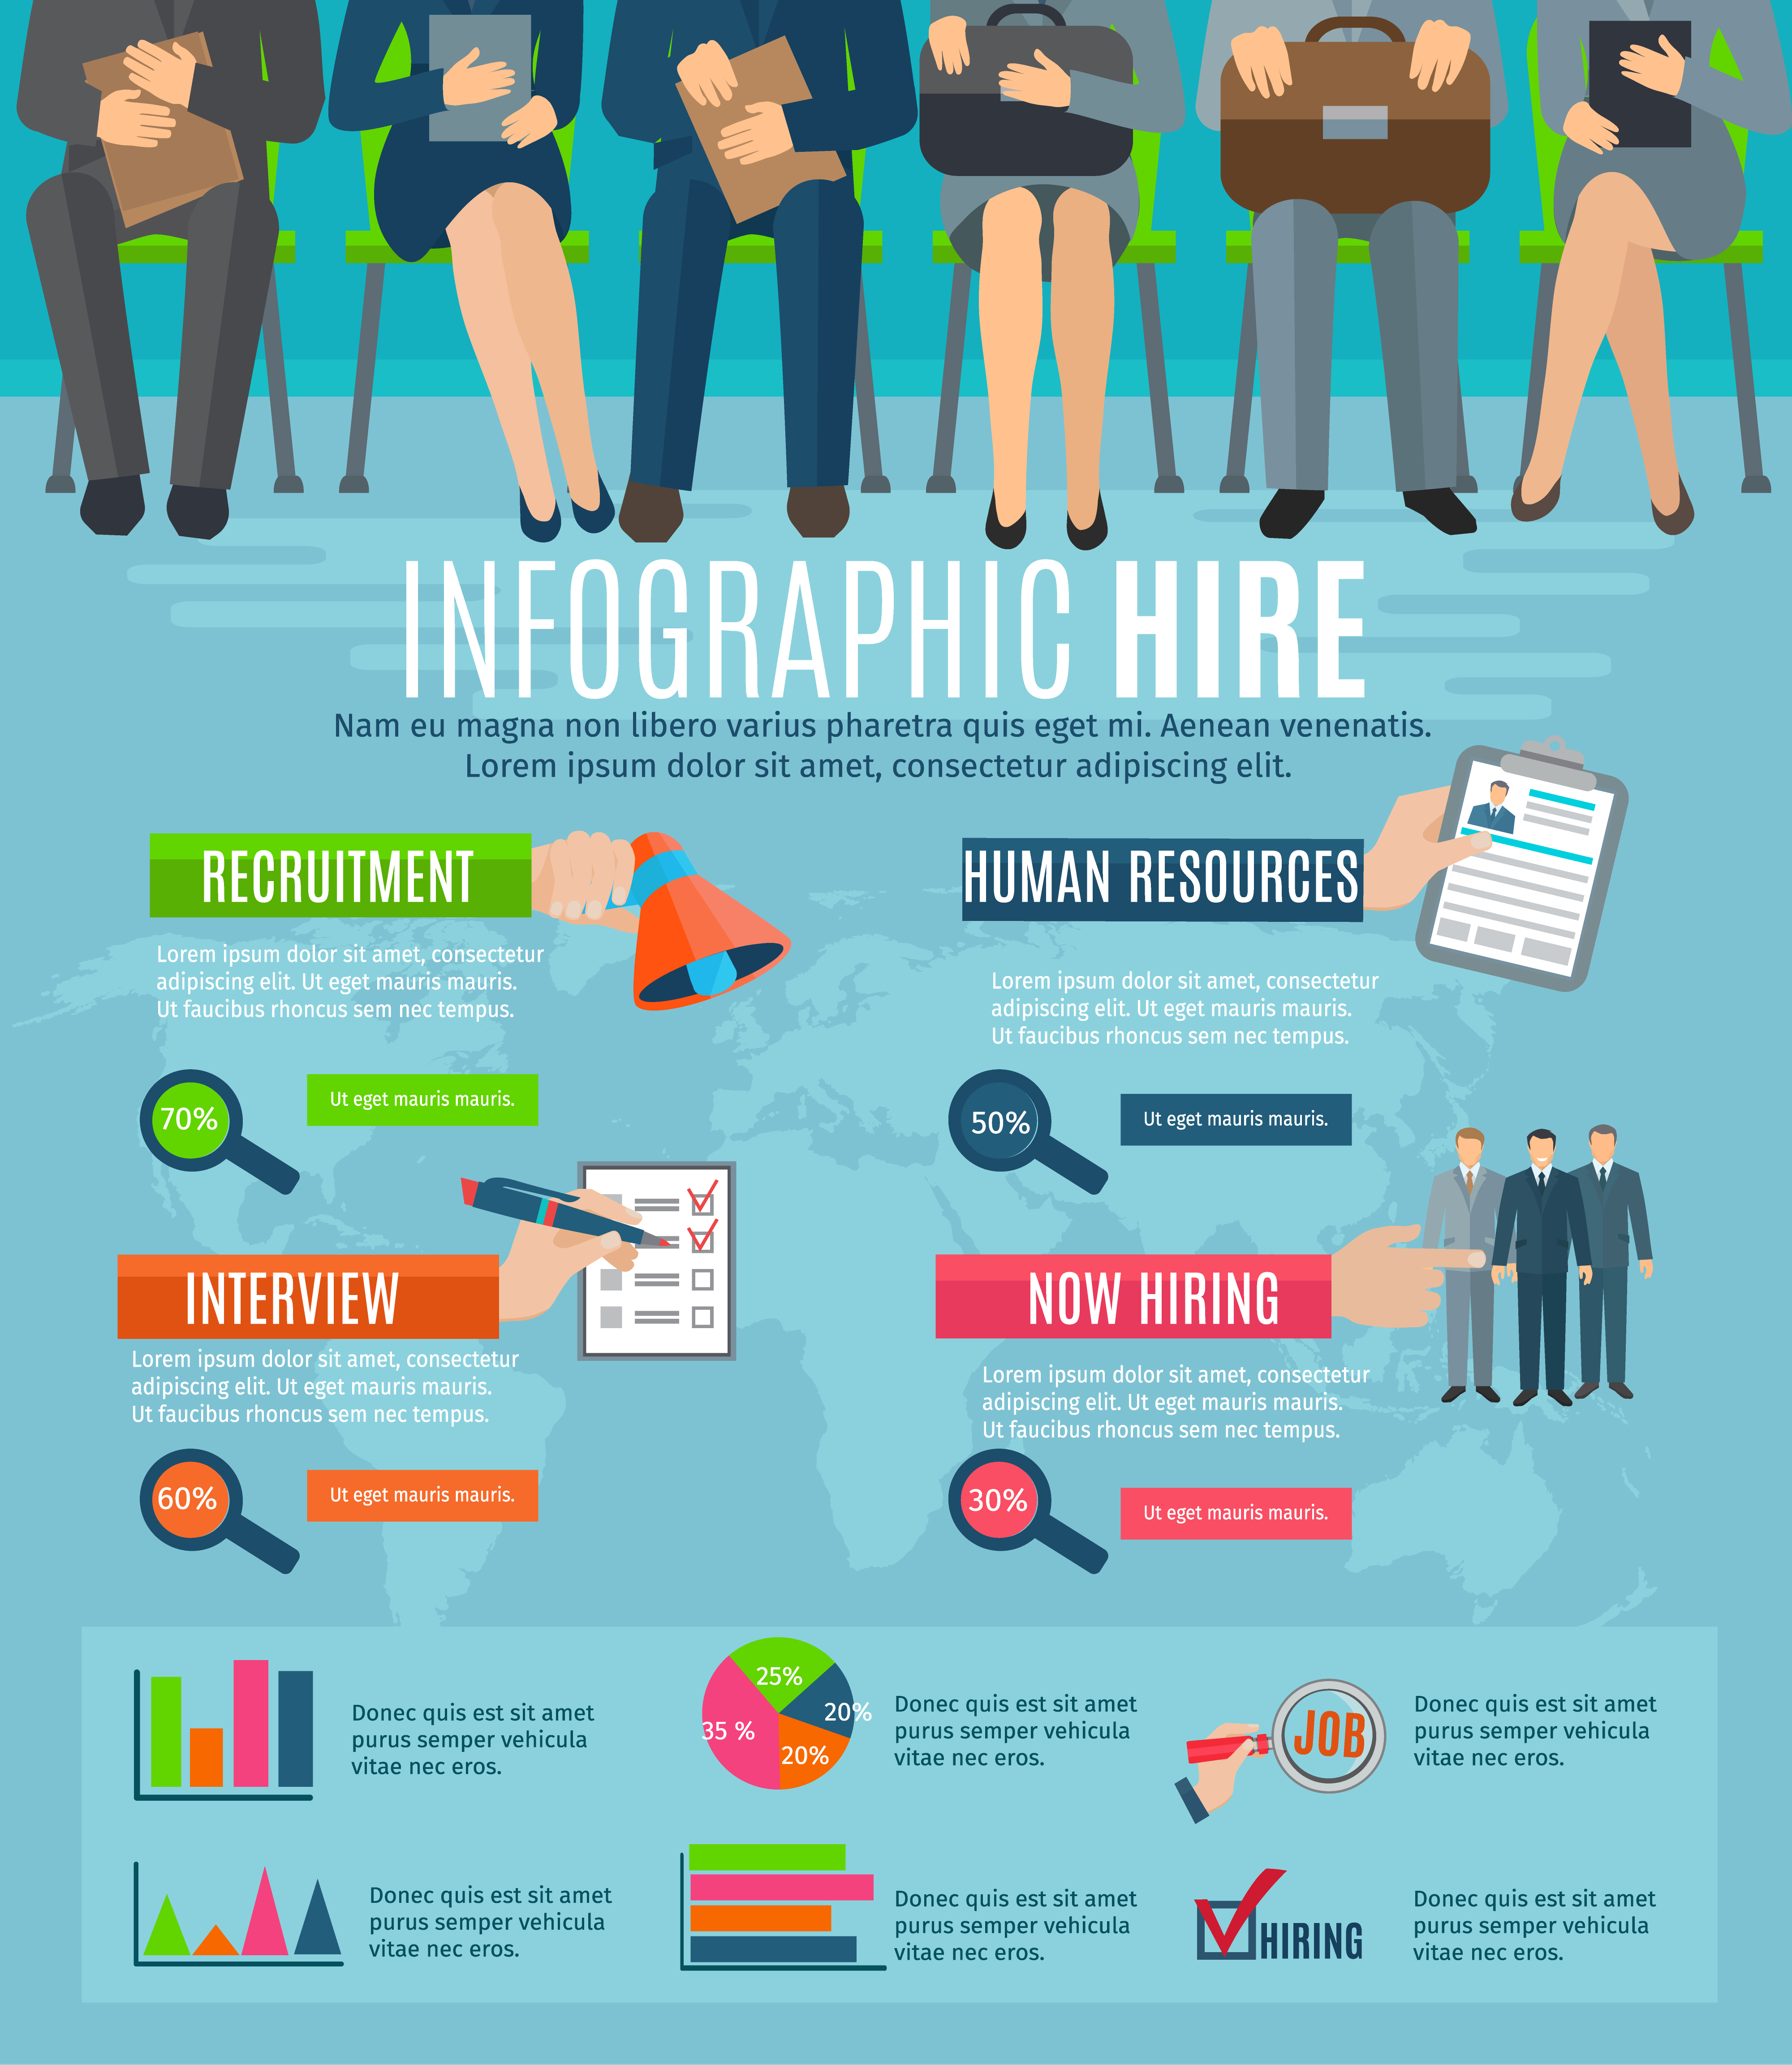 INFOGRAPHIC HIRE
Nam eu magna non libero varius pharetra quis eget mi. Aenean venenatis.
Lorem ipsum dolor sit amet, consectetur adipiscing elit.
RECRUITMENT
Lorem ipsum dolor sit amet, consectetur
adipiscing elit. Ut eget mauris mauris.
Ut faucibus rhoncus sem nec tempus.
70%
Ut eget mauris mauris.
HUMAN RESOURCES
Lorem ipsum dolor sit amet, consectetur
adipiscing elit. Ut eget mauris mauris.
Ut faucibus rhoncus sem nec tempus.
50%
Ut eget mauris mauris.
INTERVIEW
Lorem ipsum dolor sit amet, consectetur
adipiscing elit. Ut eget mauris mauris.
Ut faucibus rhoncus sem nec tempus.
60%
Ut eget mauris mauris.
NOW HIRING
Lorem ipsum dolor sit amet, consectetur
adipiscing elit. Ut eget mauris mauris.
Ut faucibus rhoncus sem nec tempus.
30%
Ut eget mauris mauris.
Donec quis est sit amet
purus semper vehicula
vitae nec eros.
25%
20%
35 %
20%
Donec quis est sit amet
purus semper vehicula
vitae nec eros.
JOB
Donec quis est sit amet
purus semper vehicula
vitae nec eros.
Donec quis est sit amet
purus semper vehicula
vitae nec eros.
Donec quis est sit amet
purus semper vehicula
vitae nec eros.
HIRING
Donec quis est sit amet
purus semper vehicula
vitae nec eros.